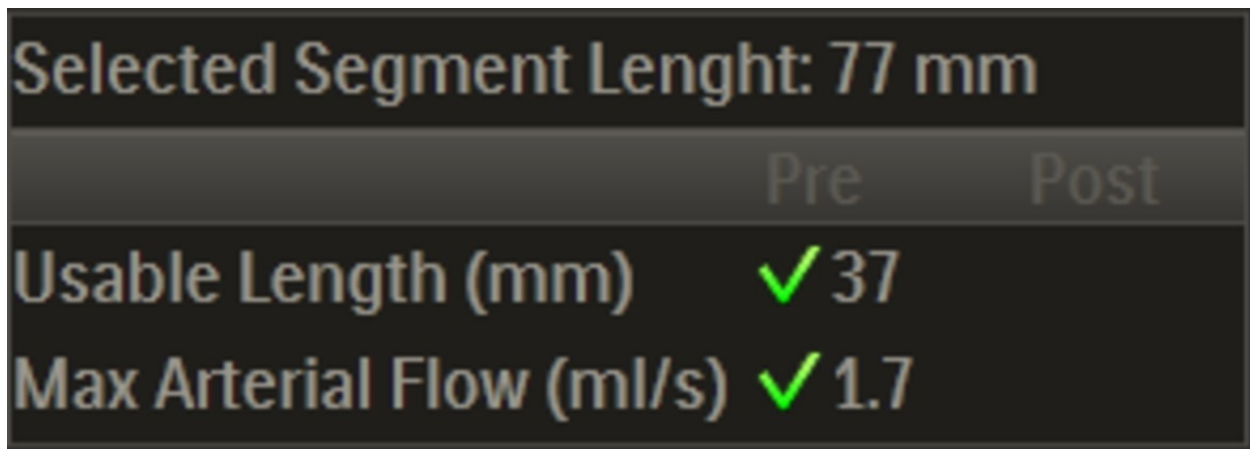 Selected Segment Lenght: 77 mm
Pre Post
Usable Length (mm) ✓ 37
Max Arterial Flow (ml/s) ✓ 1.7